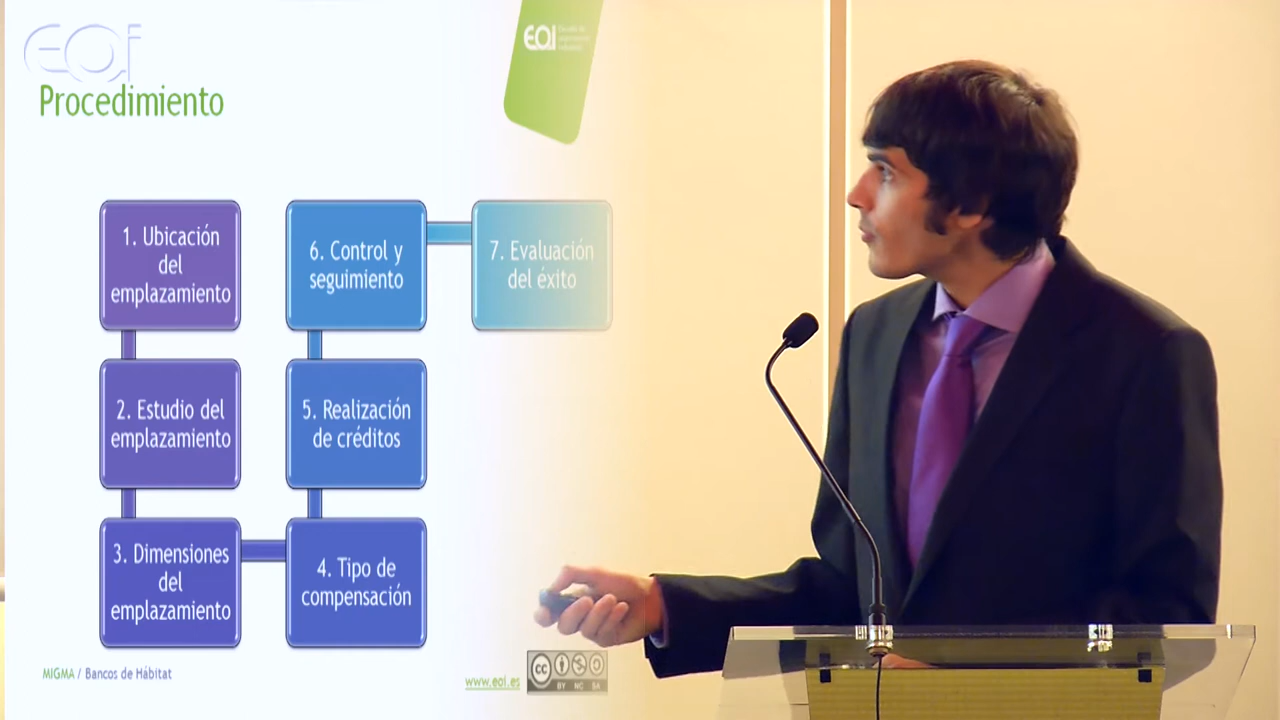 eoi
Procedimiento
eoi
1. Ubicación
del
emplazamiento
2. Estudio del
emplazamiento
3. Dimensiones
del
emplazamiento
4. Tipo de
compensación
5. Realización
de créditos
6. Control y
seguimiento
7. Evaluación
del éxito
MIGMA / Bancos de Hábitat
www.eoi.es
cc
BY NC SA